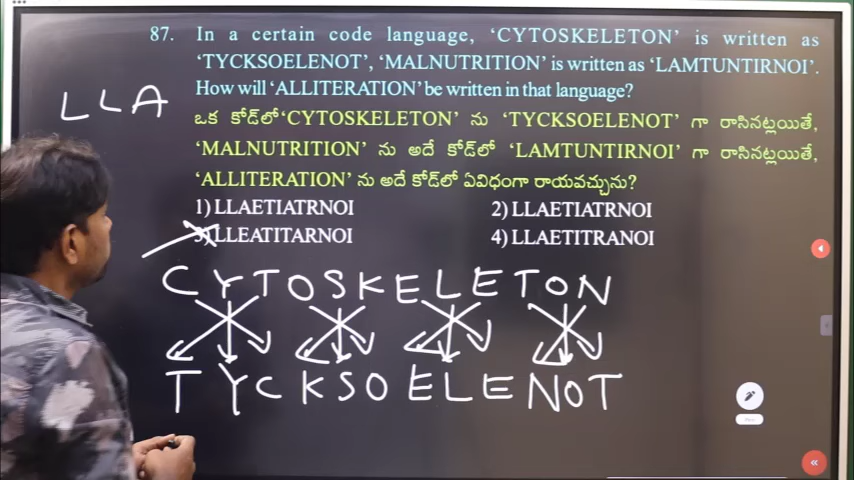 87. In a certain code language, ‘CYTOSKELETON’ is written as
‘TYCKSOELENOT’, ‘MALNUTRITION’ is written as ‘LAMTUNTIRNOI’.
How will ‘ALLITERATION’ be written in that language?
LLA
ఒక కోడ్‌లో ‘CYTOSKELETON’ ను ‘TYCKSOELENOT’ గా రాసినట్లయితే,
‘MALNUTRITION’ ను అదే కోడ్‌లో ‘LAMTUNTIRNOI’ గా రాసినట్లయితే,
‘ALLITERATION’ ను అదే కోడ్‌లో ఏవిధంగా రాయవచ్చును?
1) LLAETIATRNOI 2) LLAETIATRNOI
3) LLEATITARNOI 4) LLAETITRANOI
CYTOSKELETON
TYCKSOELENOT